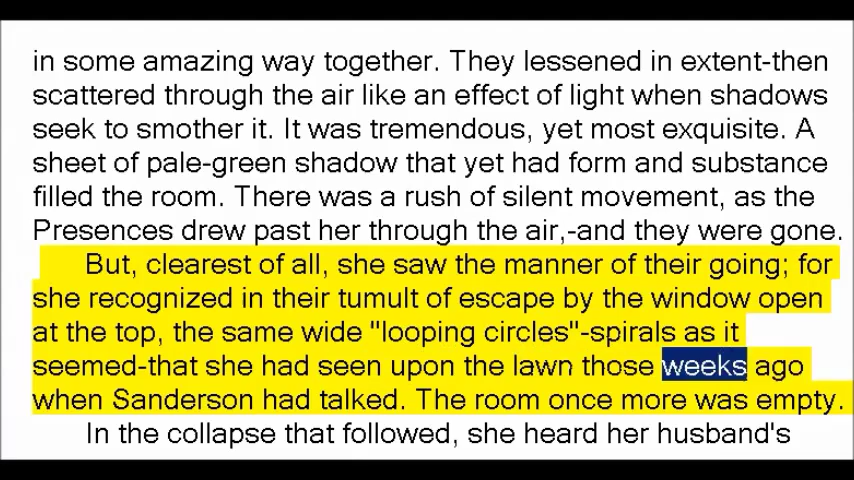 in some amazing way together. They lessened in extent-then
scattered through the air like an effect of light when shadows
seek to smother it. It was tremendous, yet most exquisite. A
sheet of pale-green shadow that yet had form and substance
filled the room. There was a rush of silent movement, as the
Presences drew past her through the air,-and they were gone.
But, clearest of all, she saw the manner of their going; for
she recognized in their tumult of escape by the window open
at the top, the same wide "looping circles"-spirals as it
seemed-that she had seen upon the lawn those weeks ago
when Sanderson had talked. The room once more was empty.
In the collapse that followed, she heard her husband's